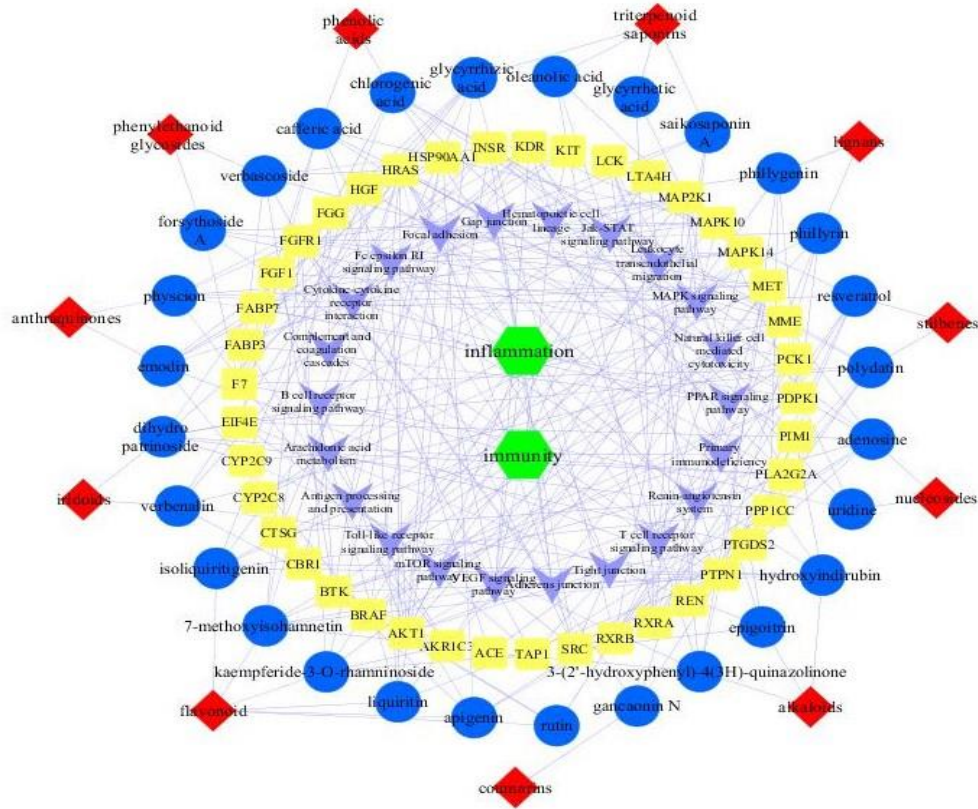 phenolic
acids
triterpenoid
saponins
glycyrrhizic
acid
oleanolic acid
chlorogenic
acid
glycyrrhetic
acid
phenylethanoid
glycosides
cafferic acid
saikosaponin
A
lignans
verbascoside
phillygenin
forsythoside
A
phillyrin
physcion
resveratrol
anthraquinones
stilbenes
emodin
polydatin
dihydro
patrinoside
adenosine
iridoids
nucleosides
verbenalin
uridine
isoliquiritigenin
hydroxyindirubin
7-methoxyisohamnetin
epigoitrin
kaempferide-3-O-rhamninoside
3-(2'-hydroxyphenyl)-4(3H)-quinazolinone
flavonoid
liquiritin
apigenin
rutin
gancaonin N
alkaloids
coumarins
INSR
KDR
KIT
LCK
LTA4H
MAP2K1
MAPK10
MAPK14
MET
MME
PCK1
PDPK1
PIM1
PLA2G2A
PPP1CC
PTGDS2
PTPN1
REN
RXRA
RXRB
SRC
TAP1
ACE
AKR1C3
AKT1
BRAF
BTK
CBR1
CTSG
CYP2C8
CYP2C9
EIF4E
F7
FABP3
FABP7
FGF1
FGFR1
FGG
HGF
HRAS
HSP90AA1
Gap junction
Hematopoietic cell
lineage
Jak-STAT
signaling pathway
Leukocyte
transendothelial
migration
MAPK signaling
pathway
Natural killer cell
mediated
cytotoxicity
PPAR signaling
pathway
Primary
immunodeficiency
Renin-angiotensin
system
T cell receptor
signaling pathway
Tight junction
Adherens junction
VEGF signaling
pathway
mTOR signaling
pathway
Toll-like receptor
signaling pathway
Antigen processing
and presentation
Arachidonic acid
metabolism
B cell receptor
signaling pathway
Complement and
coagulation
cascades
Cytokine-cytokine
receptor
interaction
Fc epsilon RI
signaling pathway
Focal adhesion
inflammation
immunity